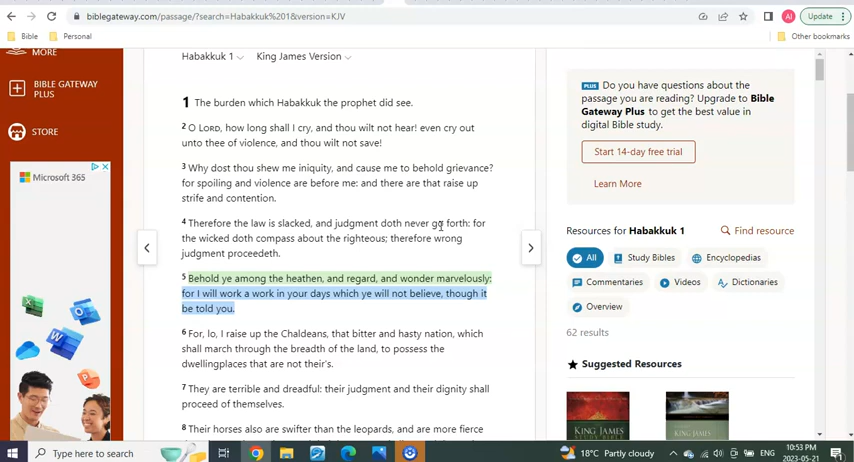 biblegateway.com/passage/?search=Habakkuk%201&version=KJV
AI
Update
Bible
Personal
Other bookmarks
MORE
BIBLE GATEWAY
PLUS
STORE
Microsoft 365
Habakkuk 1
King James Version
1 The burden which Habakkuk the prophet did see.
2 O LORD, how long shall I cry, and thou wilt not hear! even cry out
unto thee of violence, and thou wilt not save!
3 Why dost thou shew me iniquity, and cause me to behold grievance?
for spoiling and violence are before me: and there are that raise up
strife and contention.
4 Therefore the law is slacked, and judgment doth never go forth: for
the wicked doth compass about the righteous; therefore wrong
judgment proceedeth.
5 Behold ye among the heathen, and regard, and wonder marvelously:
for I will work a work in your days which ye will not believe, though it
be told you.
6 For, lo, I raise up the Chaldeans, that bitter and hasty nation, which
shall march through the breadth of the land, to possess the
dwellingplaces that are not their's.
7 They are terrible and dreadful: their judgment and their dignity shall
proceed of themselves.
8 Their horses also are swifter than the leopards, and are more fierce
PLUS Do you have questions about the
passage you are reading? Upgrade to Bible
Gateway Plus to get the best value in
digital Bible study.
Start 14-day free trial
Learn More
Resources for Habakkuk 1
Find resource
All
Study Bibles
Encyclopedias
Commentaries
Videos
Dictionaries
Overview
62 results
Suggested Resources
KING JAMES
KING JAMES
Type here to search
18°C Partly cloudy
ENG
10:53 PM
2023-05-21